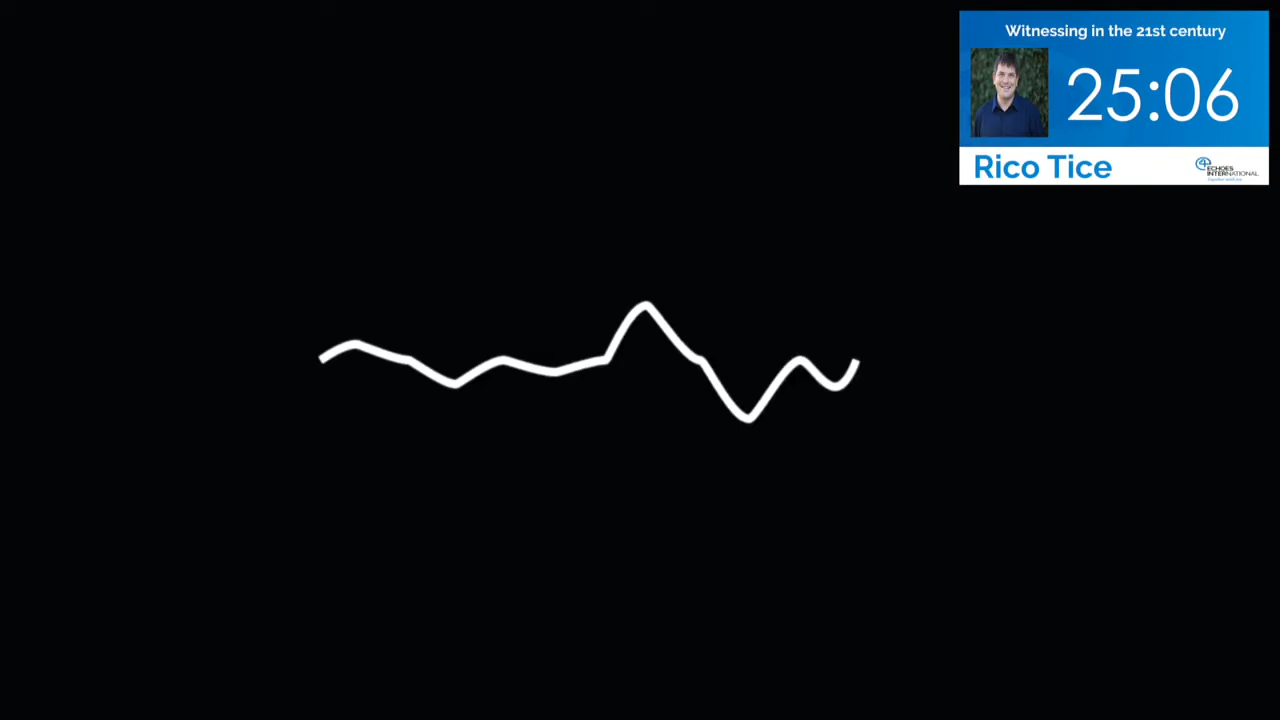 Witnessing in the 21st century
25:06
Rico Tice
ECHOES
INTERNATIONAL